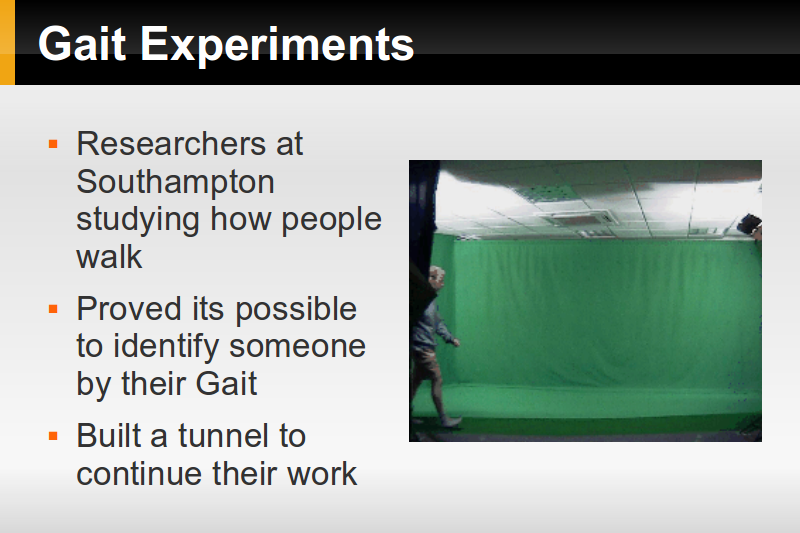 Gait Experiments
Researchers at
Southampton
studying how people
walk
Proved its possible
to identify someone
by their Gait
Built a tunnel to
continue their work